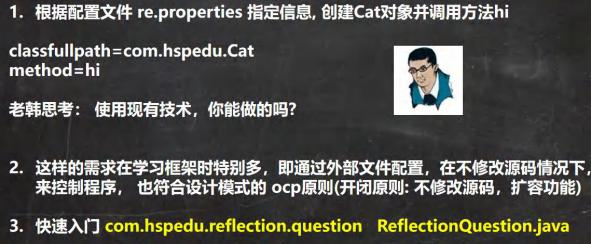 1. 根据配置文件 re.properties 指定信息, 创建Cat对象并调用方法hi
classfullpath=com.hspedu.Cat
method=hi
老韩思考： 使用现有技术，你能做的吗?
2. 这样的需求在学习框架时特别多，即通过外部文件配置，在不修改源码情况下，
来控制程序， 也符合设计模式的 ocp原则(开闭原则: 不修改源码，扩容功能)
3. 快速入门 com.hspedu.reflection.question ReflectionQuestion.java